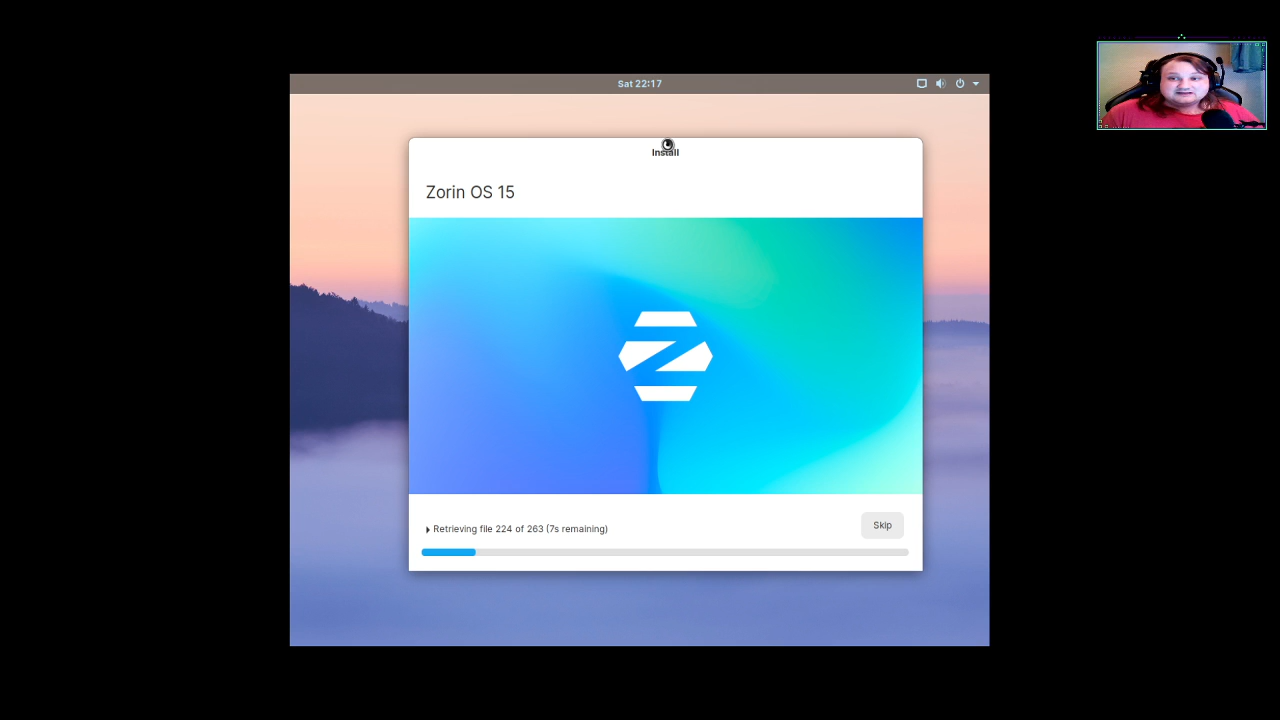 Sat 22:17
Install
Zorin OS 15
Retrieving file 224 of 263 (7s remaining)
Skip